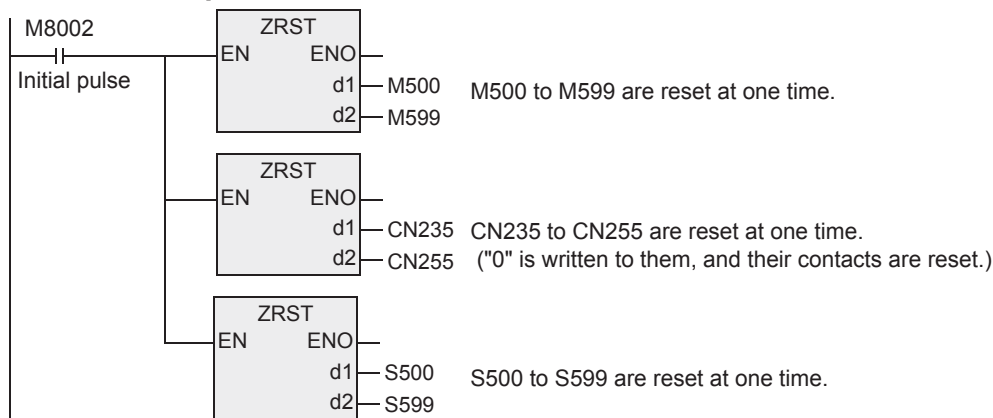 M8002
Initial pulse
ZRST
EN ENO
d1 M500 M500 to M599 are reset at one time.
d2 M599
ZRST
EN ENO
d1 CN235 CN235 to CN255 are reset at one time.
d2 CN255 ("0" is written to them, and their contacts are reset.)
ZRST
EN ENO
d1 S500 S500 to S599 are reset at one time.
d2 S599